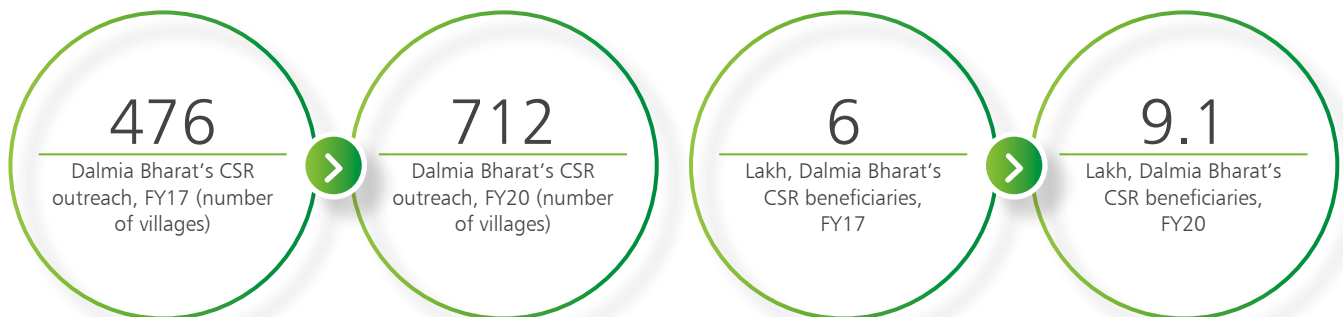 476
Dalmia Bharat’s CSR
outreach, FY17 (number
of villages)
712
Dalmia Bharat’s CSR
outreach, FY20 (number
of villages)
6
Lakh, Dalmia Bharat’s
CSR beneficiaries,
FY17
9.1
Lakh, Dalmia Bharat’s
CSR beneficiaries,
FY20